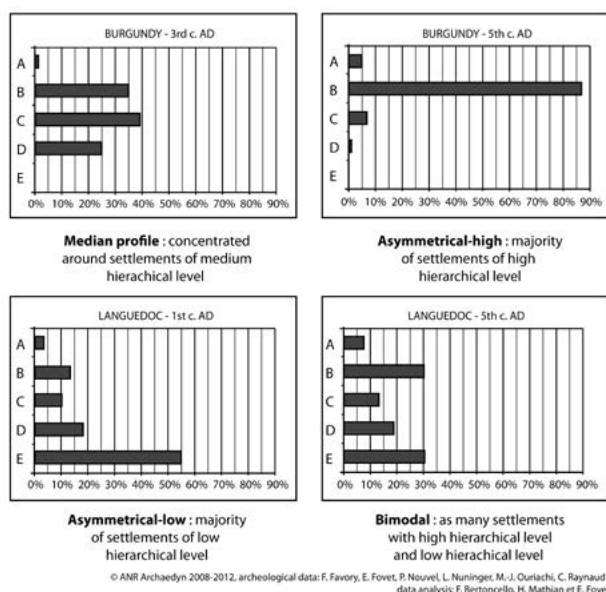 BURGUNDY - 3rd c. AD
A
B
C
D
E
0% 10% 20% 30% 40% 50% 60% 70% 80% 90%
Median profile : concentrated
around settlements of medium
hierachical level
BURGUNDY - 5th c. AD
A
B
C
D
E
0% 10% 20% 30% 40% 50% 60% 70% 80% 90%
Asymmetrical-high : majority
of settlements of high
hierarchical level
LANGUEDOC - 1st c. AD
A
B
C
D
E
0% 10% 20% 30% 40% 50% 60% 70% 80% 90%
Asymmetrical-low : majority
of settlements of low
hierarchical level
LANGUEDOC - 5th c. AD
A
B
C
D
E
0% 10% 20% 30% 40% 50% 60% 70% 80% 90%
Bimodal : as many settlements
with high hierarchical level
and low hierachical level
© ANR Archaedyn 2008-2012, archeological data: F. Favory, E. Fovet, P. Nouvel, L. Nuninger, M.-J. Ouriachi, C. Raynaud
data analysis: F. Bertoncello, H. Mathian et E. Fovet